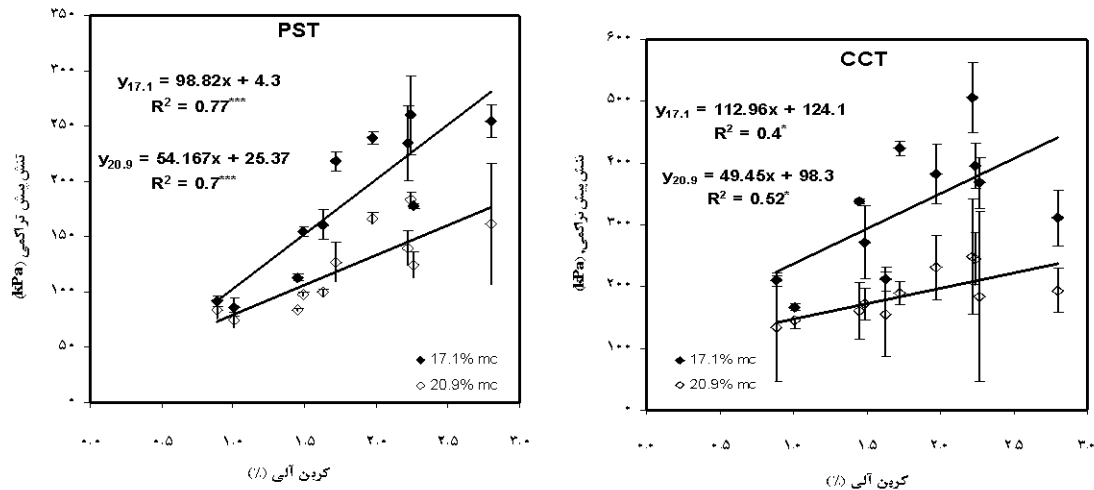 PST
y17.1 = 98.82x + 4.3
R² = 0.77***
y20.9 = 54.167x + 25.37
R² = 0.7***
۳۵۰
۳۰۰
۲۵۰
۲۰۰
۱۵۰
۱۰۰
۵۰
۰
تنش پیش تراکمی (kPa)
◆ 17.1% mc
◇ 20.9% mc
۰.۰ ۰.۵ ۱.۰ ۱.۵ ۲.۰ ۲.۵ ۳.۰
کربن آلی (٪)
CCT
y17.1 = 112.96x + 124.1
R² = 0.4*
y20.9 = 49.45x + 98.3
R² = 0.52*
۶۰۰
۵۰۰
۴۰۰
۳۰۰
۲۰۰
۱۰۰
۰
تنش پیش تراکمی, (kPa)
◆ 17.1% mc
◇ 20.9% mc
۰.۰ ۰.۵ ۱.۰ ۱.۵ ۲.۰ ۲.۵ ۳.۰
کربن آلی (٪)